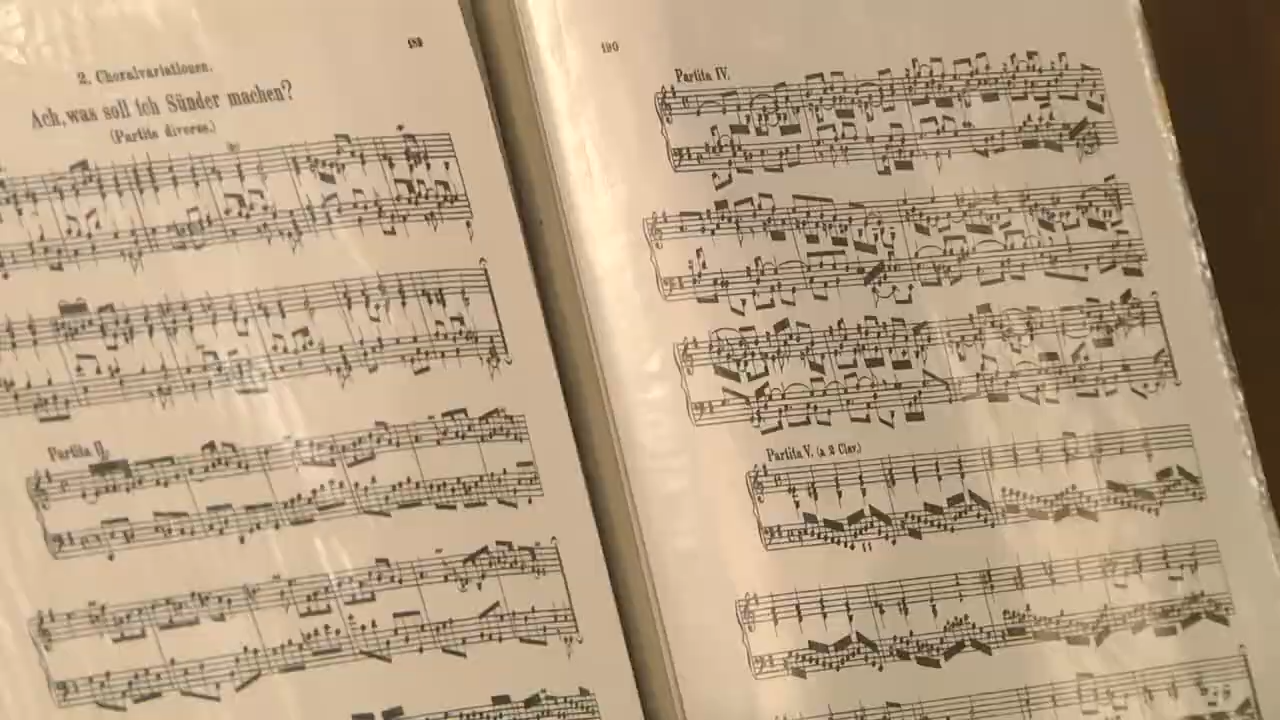 189
2. Choralvariationen.
Ach, was soll ich Sünder machen?
(Partite diverse.)
Partita II.
190
Partita IV.
Partita V. (a 2 Clav.)